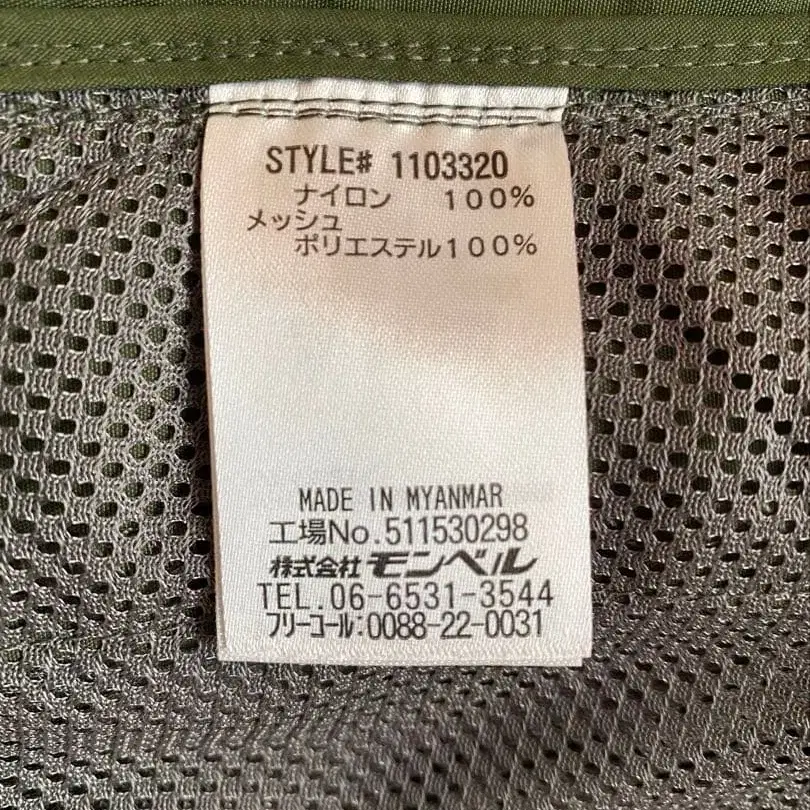 STYLE# 1103320
ナイロン 100%
メッシュ
ポリエステル100%
MADE IN MYANMAR
工場No.511530298
株式会社モンベル
TEL.06-6531-3544
フリーコール:0088-22-0031